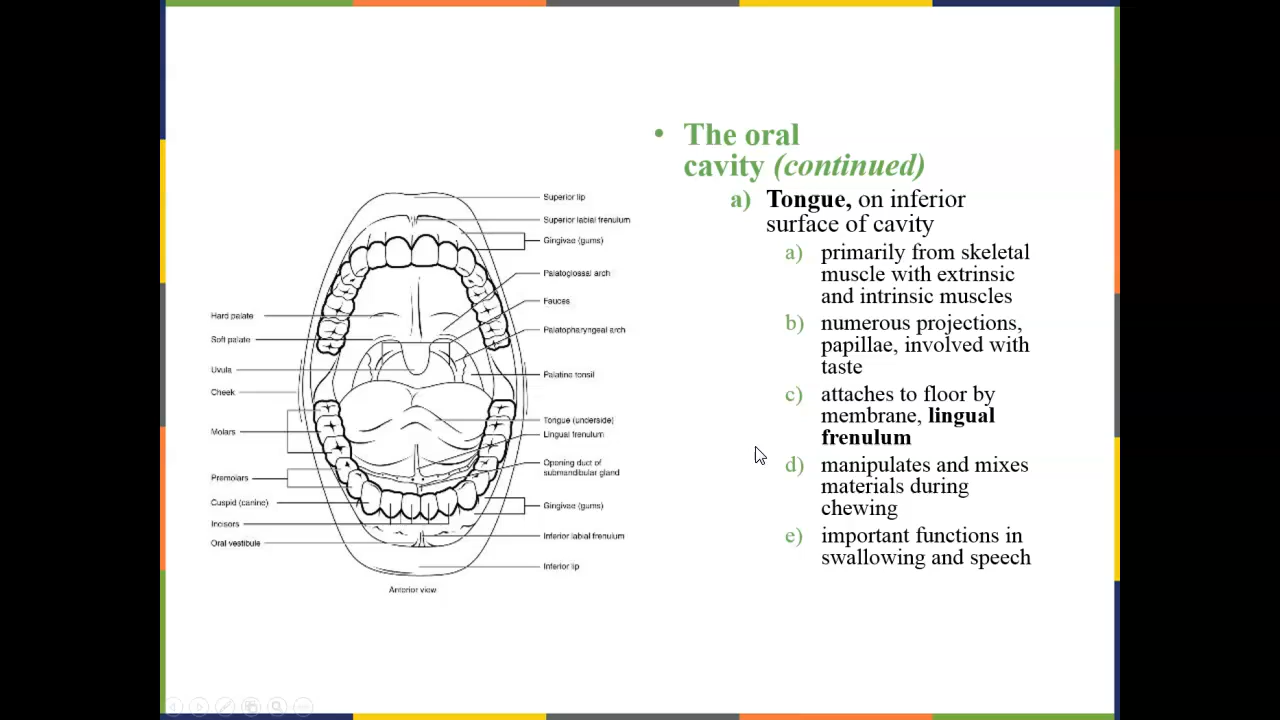 • The oral
cavity (continued)
a) Tongue, on inferior
surface of cavity
a) primarily from skeletal
muscle with extrinsic
and intrinsic muscles
b) numerous projections,
papillae, involved with
taste
c) attaches to floor by
membrane, lingual
frenulum
d) manipulates and mixes
materials during
chewing
e) important functions in
swallowing and speech
Superior lip
Superior labial frenulum
Gingivae (gums)
Palatoglossal arch
Fauces
Palatopharyngeal arch
Palatine tonsil
Tongue (underside)
Lingual frenulum
Opening duct of
submandibular gland
Gingivae (gums)
Inferior labial frenulum
Inferior lip
Hard palate
Soft palate
Uvula
Cheek
Molars
Premolars
Cuspid (canine)
Incisors
Oral vestibule
Anterior view